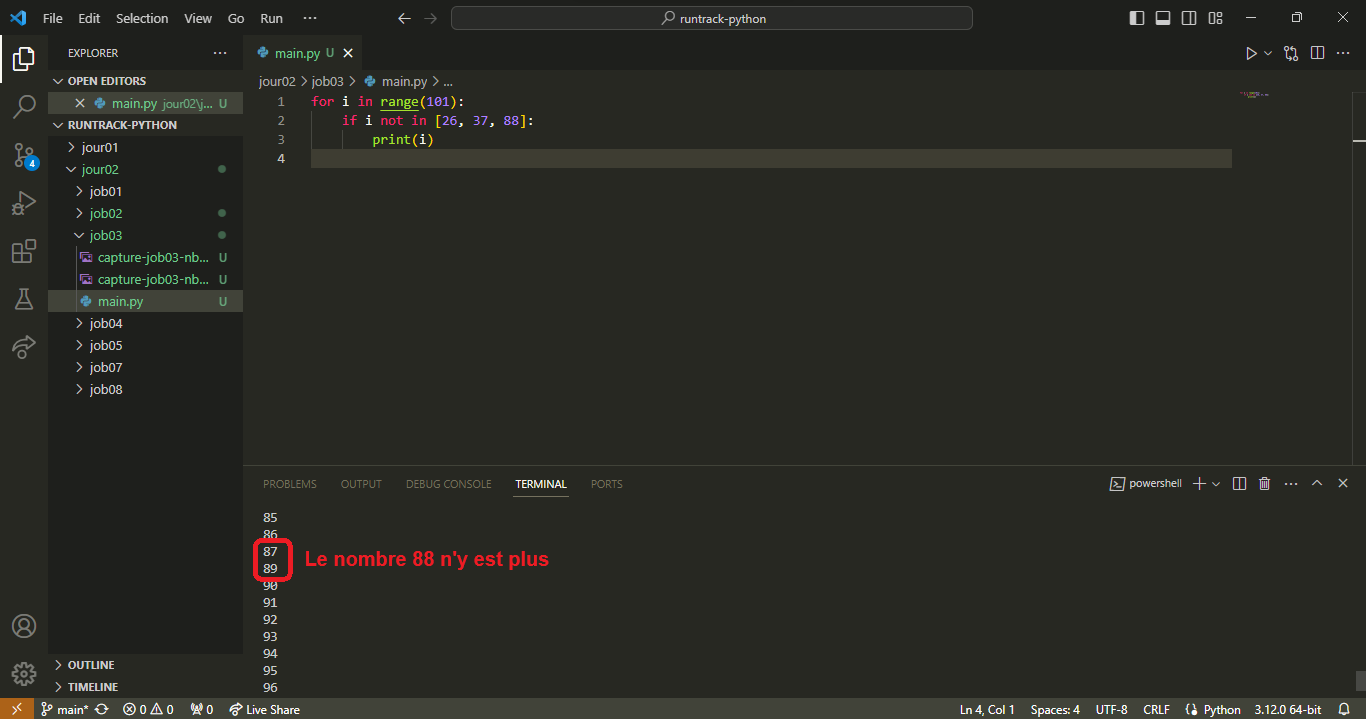 File Edit Selection View Go Run ···
runtrack-python
EXPLORER ···
OPEN EDITORS
main.py jour02\j... U
RUNTRACK-PYTHON
jour01
jour02
job01
job02
job03
capture-job03-nb... U
capture-job03-nb... U
main.py U
job04
job05
job07
job08
OUTLINE
TIMELINE
4
main.py U
jour02 > job03 > main.py > ...
1 for i in range(101):
2 if i not in [26, 37, 88]:
3 print(i)
4
PROBLEMS OUTPUT DEBUG CONSOLE TERMINAL PORTS
powershell
85
86
87
89
90
91
92
93
94
95
96
Le nombre 88 n'y est plus
main* 0 0 0 Live Share
Ln 4, Col 1 Spaces: 4 UTF-8 CRLF Python 3.12.0 64-bit